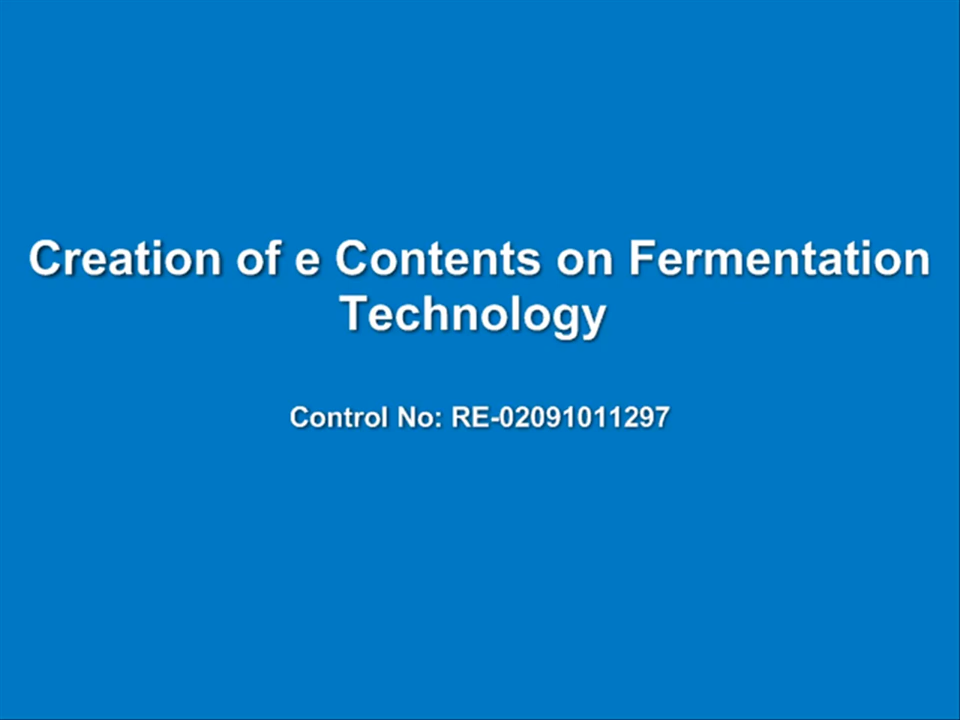 Creation of e Contents on Fermentation
Technology
Control No: RE-02091011297